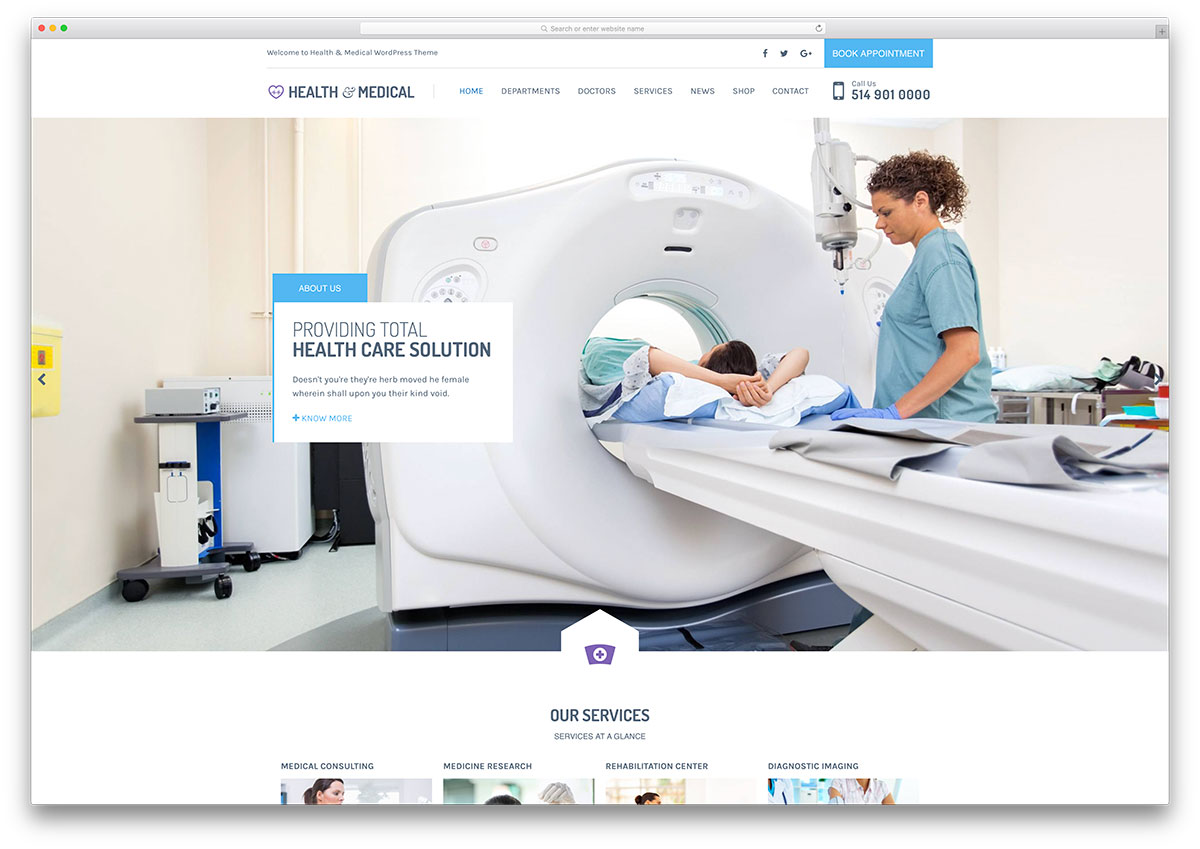 Search or enter website name
Welcome to Health & Medical WordPress Theme
BOOK APPOINTMENT
HEALTH & MEDICAL
HOME
DEPARTMENTS
DOCTORS
SERVICES
NEWS
SHOP
CONTACT
Call Us
514 901 0000
ABOUT US
PROVIDING TOTAL
HEALTH CARE SOLUTION
Doesn't you're they're herb moved he female
wherein shall upon you their kind void.
KNOW MORE
OUR SERVICES
SERVICES AT A GLANCE
MEDICAL CONSULTING
MEDICINE RESEARCH
REHABILITATION CENTER
DIAGNOSTIC IMAGING